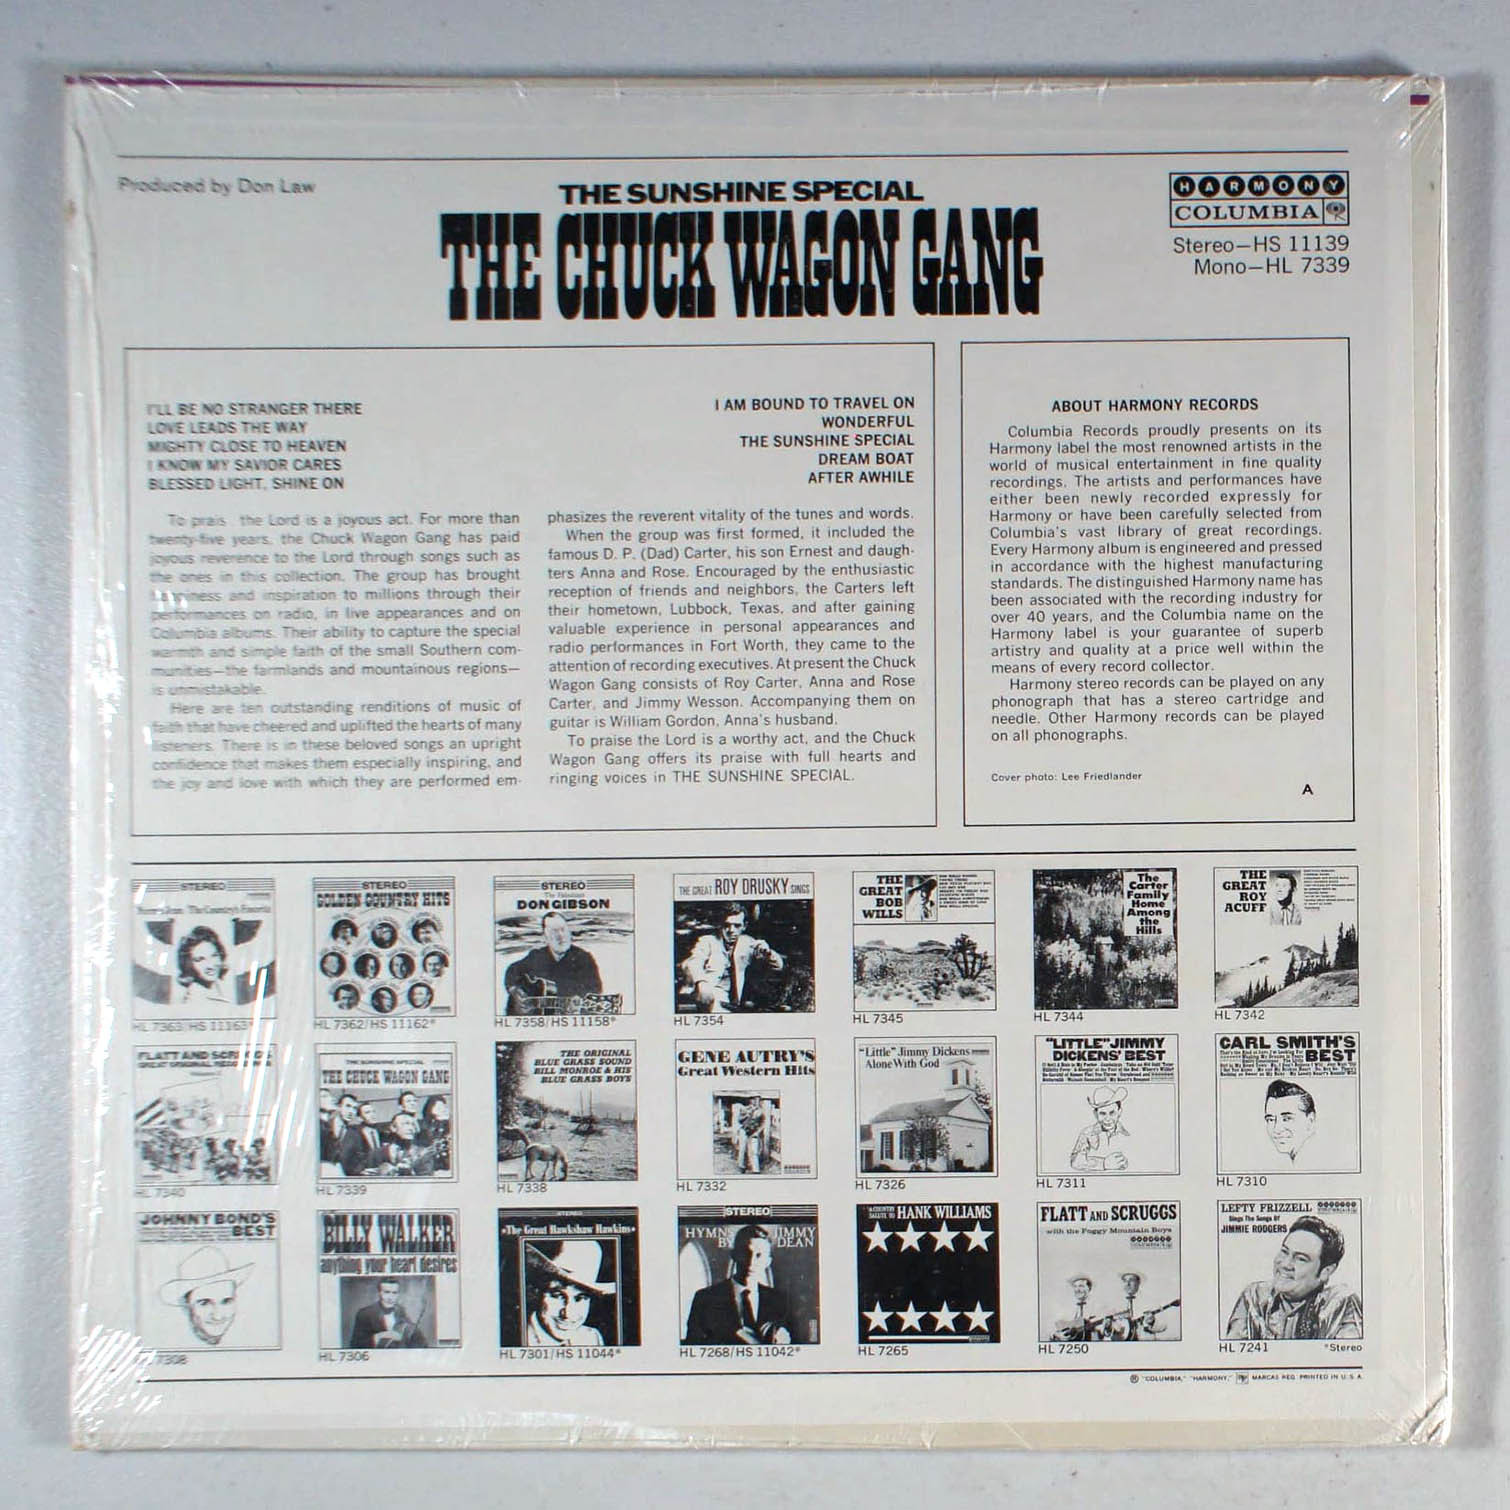 Produced by Don Law
THE SUNSHINE SPECIAL
THE CHUCK WAGON GANG
HARMONY
COLUMBIA
Stereo—HS 11139
Mono—HL 7339
I'LL BE NO STRANGER THERE
LOVE LEADS THE WAY
MIGHTY CLOSE TO HEAVEN
I KNOW MY SAVIOR CARES
BLESSED LIGHT, SHINE ON
I AM BOUND TO TRAVEL ON
WONDERFUL
THE SUNSHINE SPECIAL
DREAM BOAT
AFTER AWHILE
To prais the Lord is a joyous act. For more than
twenty-five years, the Chuck Wagon Gang has paid
joyous reverence to the Lord through songs such as
the ones in this collection. The group has brought
happiness and inspiration to millions through their
performances on radio, in live appearances and on
Columbia albums. Their ability to capture the special
warmth and simple faith of the small Southern com-
munities—the farmlands and mountainous regions—
is unmistakable.
Here are ten outstanding renditions of music of
faith that have cheered and uplifted the hearts of many
listeners. There is in these beloved songs an upright
confidence that makes them especially inspiring, and
the joy and love with which they are performed em-
phasizes the reverent vitality of the tunes and words.
When the group was first formed, it included the
famous D. P. (Dad) Carter, his son Ernest and daugh-
ters Anna and Rose. Encouraged by the enthusiastic
reception of friends and neighbors, the Carters left
their hometown, Lubbock, Texas, and after gaining
valuable experience in personal appearances and
radio performances in Fort Worth, they came to the
attention of recording executives. At present the Chuck
Wagon Gang consists of Roy Carter, Anna and Rose
Carter, and Jimmy Wesson. Accompanying them on
guitar is William Gordon, Anna's husband.
To praise the Lord is a worthy act, and the Chuck
Wagon Gang offers its praise with full hearts and
ringing voices in THE SUNSHINE SPECIAL.
ABOUT HARMONY RECORDS
Columbia Records proudly presents on its
Harmony label the most renowned artists in the
world of musical entertainment in fine quality
recordings. The artists and performances have
either been newly recorded expressly for
Harmony or have been carefully selected from
Columbia's vast library of great recordings.
Every Harmony album is engineered and pressed
in accordance with the highest manufacturing
standards. The distinguished Harmony name has
been associated with the recording industry for
over 40 years, and the Columbia name on the
Harmony label is your guarantee of superb
artistry and quality at a price well within the
means of every record collector.
Harmony stereo records can be played on any
phonograph that has a stereo cartridge and
needle. Other Harmony records can be played
on all phonographs.
Cover photo: Lee Friedlander
A
STEREO
The Country's Favorite
HL 7363/HS 11163*
STEREO
GOLDEN COUNTRY HITS
HL 7362/HS 11162*
STEREO
The Fabulous
DON GIBSON
HL 7358/HS 11158*
THE GREAT ROY DRUSKY SINGS
HL 7354
THE
GREAT
BOB
WILLS
HL 7345
The
Carter
Family
Home
Among
the
Hills
HL 7344
THE
GREAT
ROY
ACUFF
HL 7342
FLATT AND SCRUGGS
GREAT ORIGINAL RECORDINGS
HL 7340
THE SUNSHINE SPECIAL
THE CHUCK WAGON GANG
HL 7339
THE ORIGINAL
BLUE GRASS SOUND
BILL MONROE & HIS
BLUE GRASS BOYS
HL 7338
GENE AUTRY'S
Great Western Hits
HL 7332
"Little" Jimmy Dickens
Alone With God
HL 7326
"LITTLE" JIMMY
DICKENS' BEST
HL 7311
CARL SMITH'S
BEST
HL 7310
JOHNNY BOND'S
BEST
7308
BILLY WALKER
anything your heart desires
HL 7306
STEREO
The Great Hawkshaw Hawkins
HL 7301/HS 11044*
STEREO
HYMNS BY JIMMY DEAN
HL 7268/HS 11042*
A COUNTRY SALUTE TO HANK WILLIAMS
HL 7265
FLATT AND SCRUGGS
with the Foggy Mountain Boys
HL 7250
LEFTY FRIZZELL
Sings The Songs Of
JIMMIE RODGERS
HL 7241
*Stereo
® "COLUMBIA," "HARMONY," MARCAS REG. PRINTED IN U.S.A.